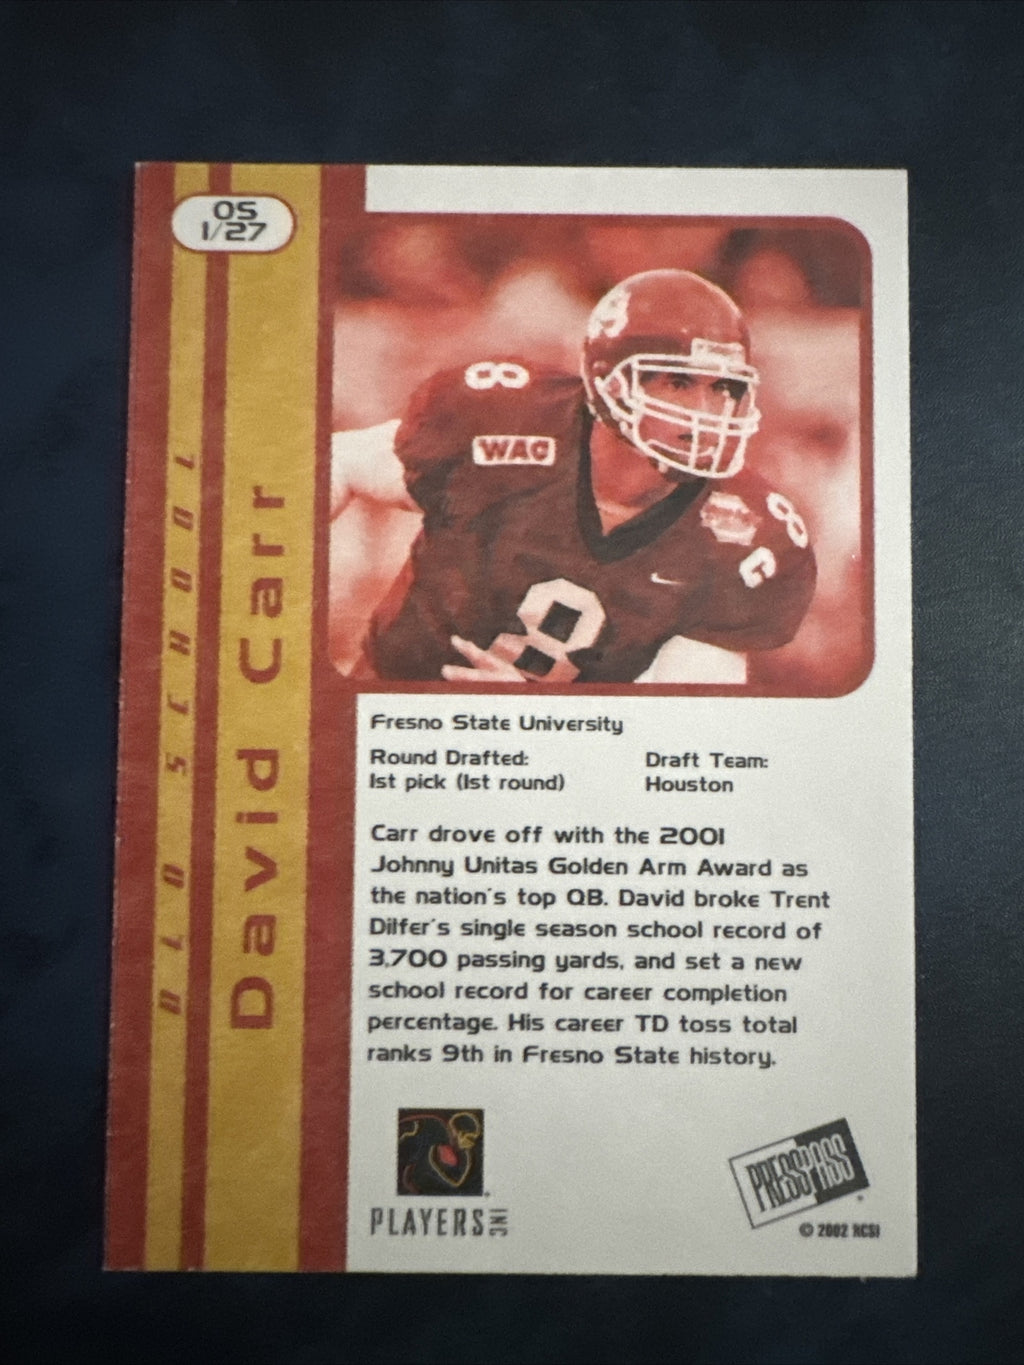 OS
1/27
OLD SCHOOL
David Carr
8
WAC
8
C
8
Fresno State University
Round Drafted:
1st pick (1st round)
Draft Team:
Houston
Carr drove off with the 2001
Johnny Unitas Golden Arm Award as
the nation's top QB. David broke Trent
Dilfer's single season school record of
3,700 passing yards, and set a new
school record for career completion
percentage. His career TD toss total
ranks 9th in Fresno State history.
PLAYERS INC
PRESS PASS
© 2002 RCSI